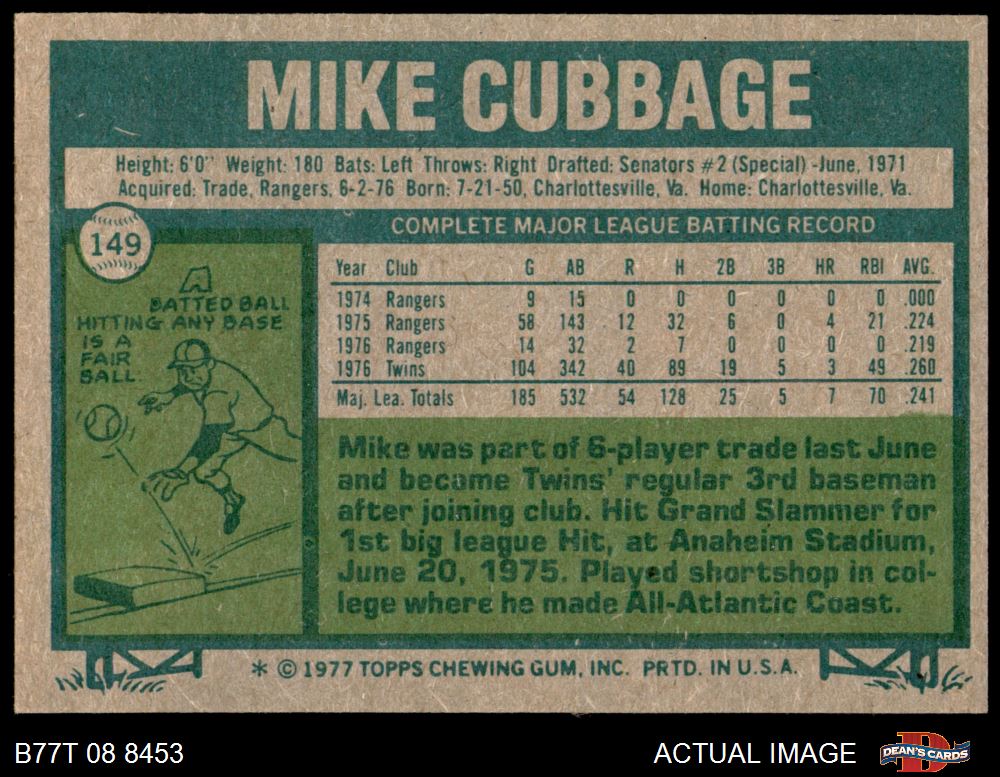 MIKE CUBBAGE
Height: 6'0" Weight: 180 Bats: Left Throws: Right Drafted: Senators #2 (Special) -June, 1971
Acquired: Trade, Rangers, 6-2-76 Born: 7-21-50, Charlottesville, Va. Home: Charlottesville, Va.
149
A
BATTED BALL
HITTING ANY BASE
IS A
FAIR
BALL.
COMPLETE MAJOR LEAGUE BATTING RECORD
Year Club G AB R H 2B 3B HR RBI AVG.
1974 Rangers 9 15 0 0 0 0 0 0 .000
1975 Rangers 58 143 12 32 6 0 4 21 .224
1976 Rangers 14 32 2 7 0 0 0 0 .219
1976 Twins 104 342 40 89 19 5 3 49 .260
Maj. Lea. Totals 185 532 54 128 25 5 7 70 .241
Mike was part of 6-player trade last June
and became Twins' regular 3rd baseman
after joining club. Hit Grand Slammer for
1st big league Hit, at Anaheim Stadium,
June 20, 1975. Played shortshop in col-
lege where he made All-Atlantic Coast.
* © 1977 TOPPS CHEWING GUM, INC. PRTD. IN U.S.A.
B77T 08 8453
ACTUAL IMAGE
D
DEAN'S CARDS